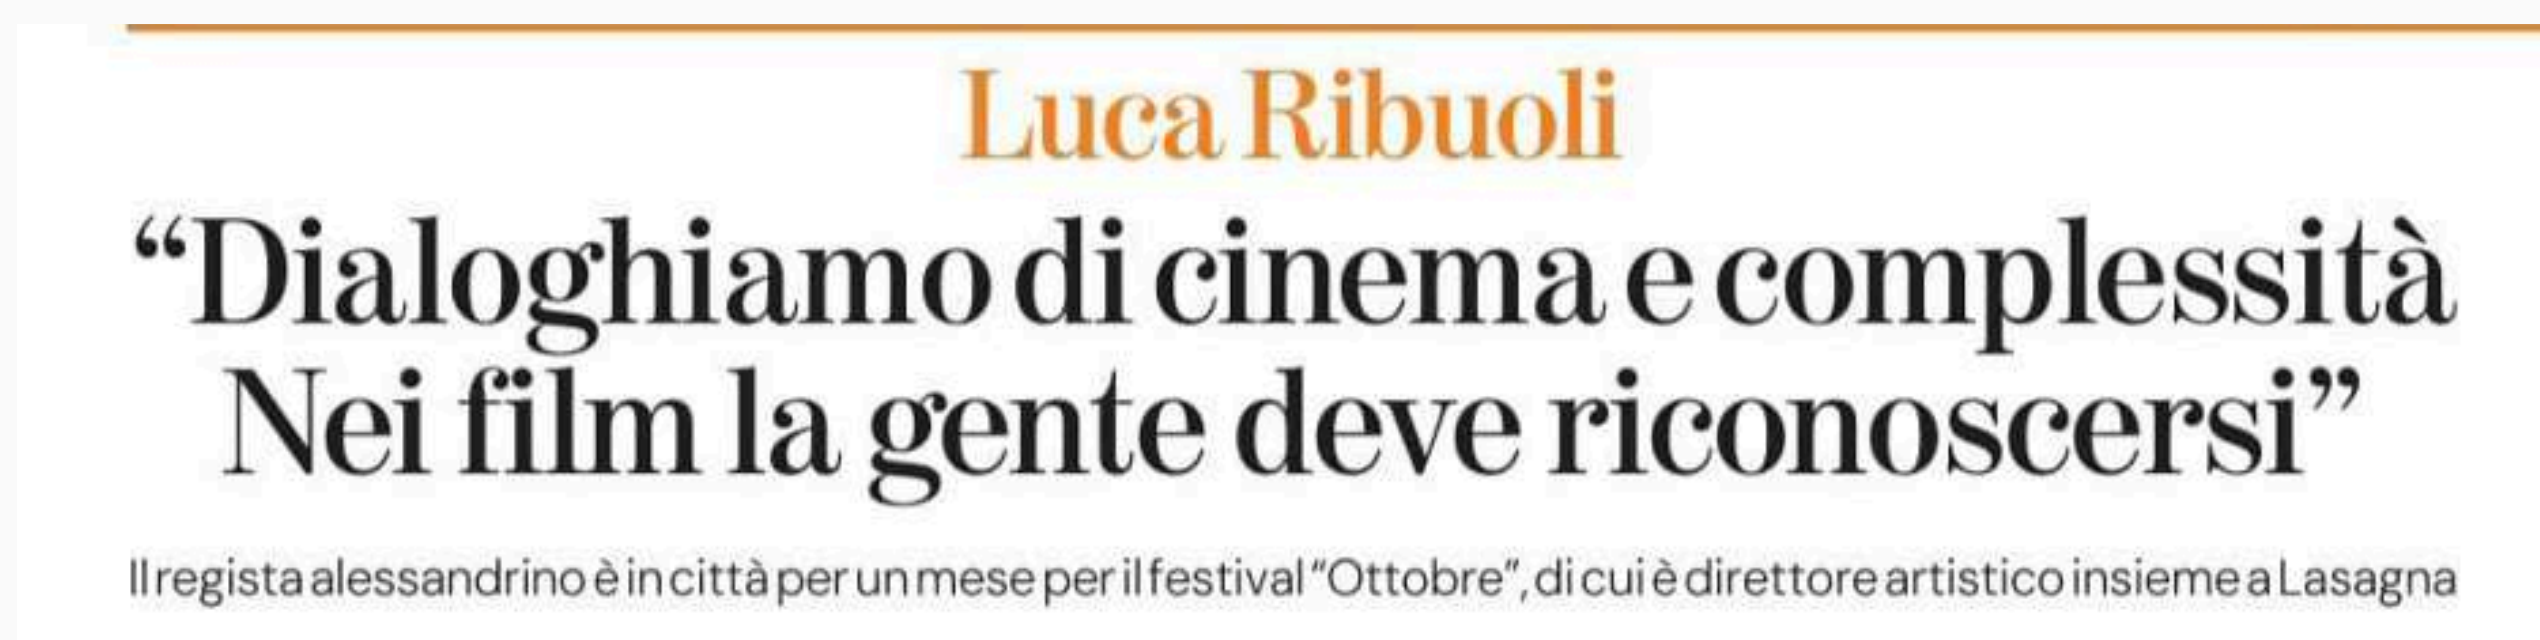 Luca Ribuoli
“Dialoghiamo di cinema e complessità
Nei film la gente deve riconoscersi”
Il regista alessandrino è in città per un mese per il festival “Ottobre”, di cui è direttore artistico insieme a Lasagna